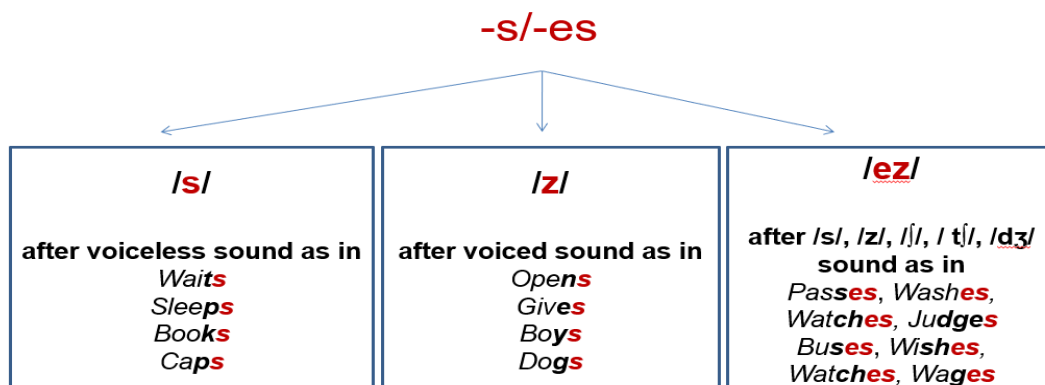 -s/-es
/s/
after voiceless sound as in
Waits
Sleeps
Books
Caps
/z/
after voiced sound as in
Opens
Gives
Boys
Dogs
/ez/
after /s/, /z/, /ʃ/, / tʃ/, /dʒ/
sound as in
Passes, Washes,
Watches, Judges
Buses, Wishes,
Watches, Wages